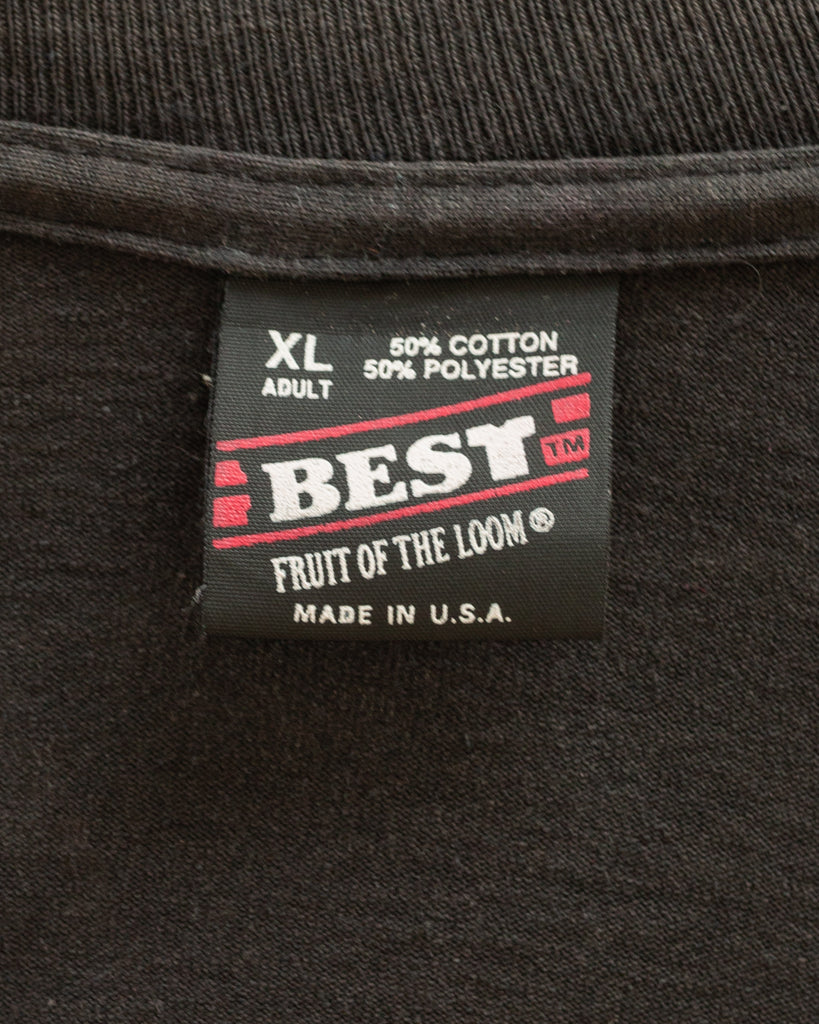 XL
ADULT
50% COTTON
50% POLYESTER
BEST™
FRUIT OF THE LOOM®
MADE IN U.S.A.